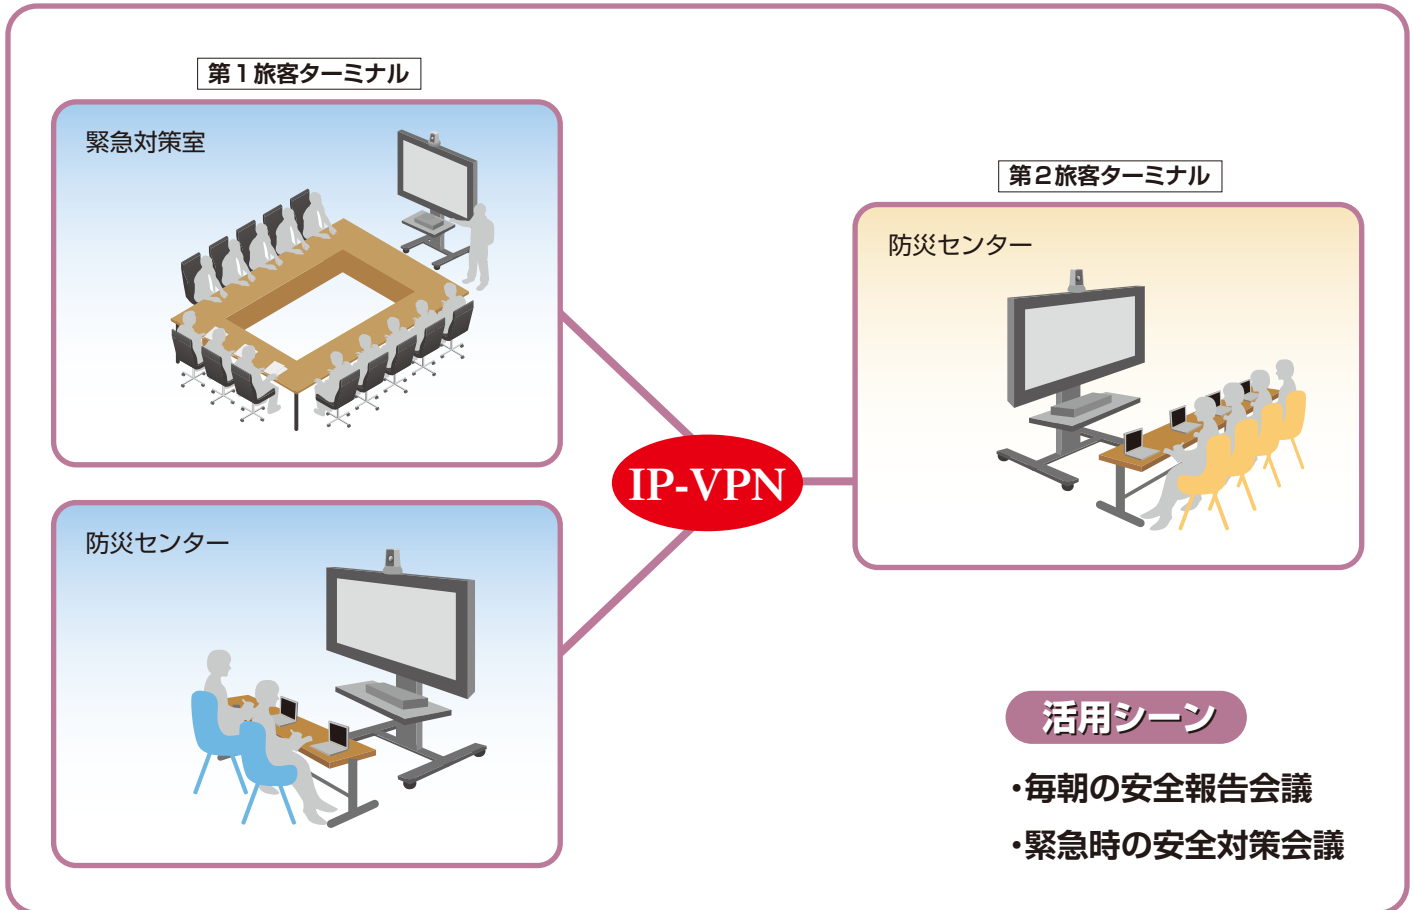 第1旅客ターミナル
緊急対策室
第2旅客ターミナル
防災センター
IP-VPN
防災センター
活用シーン
・毎朝の安全報告会議
・緊急時の安全対策会議